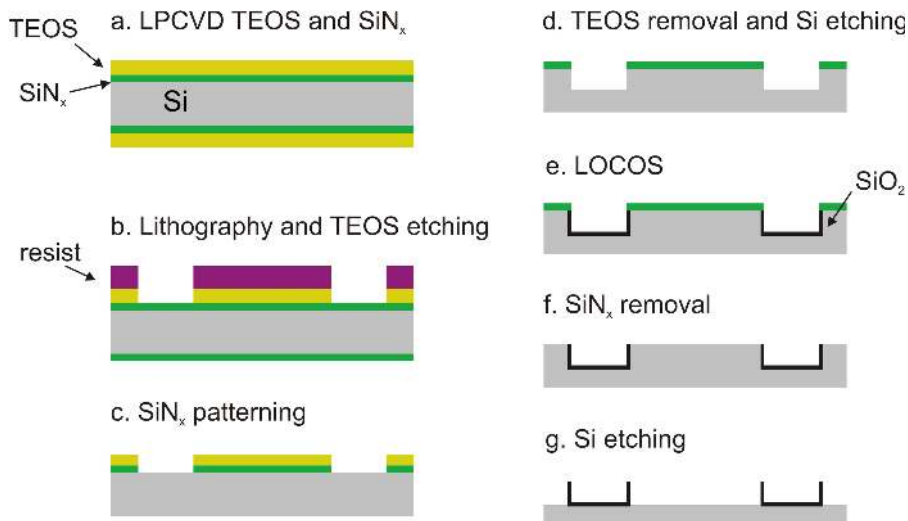 a. LPCVD TEOS and SiNₓ
TEOS
SiNₓ
Si
b. Lithography and TEOS etching
resist
c. SiNₓ patterning
d. TEOS removal and Si etching
e. LOCOS
SiO₂
f. SiNₓ removal
g. Si etching